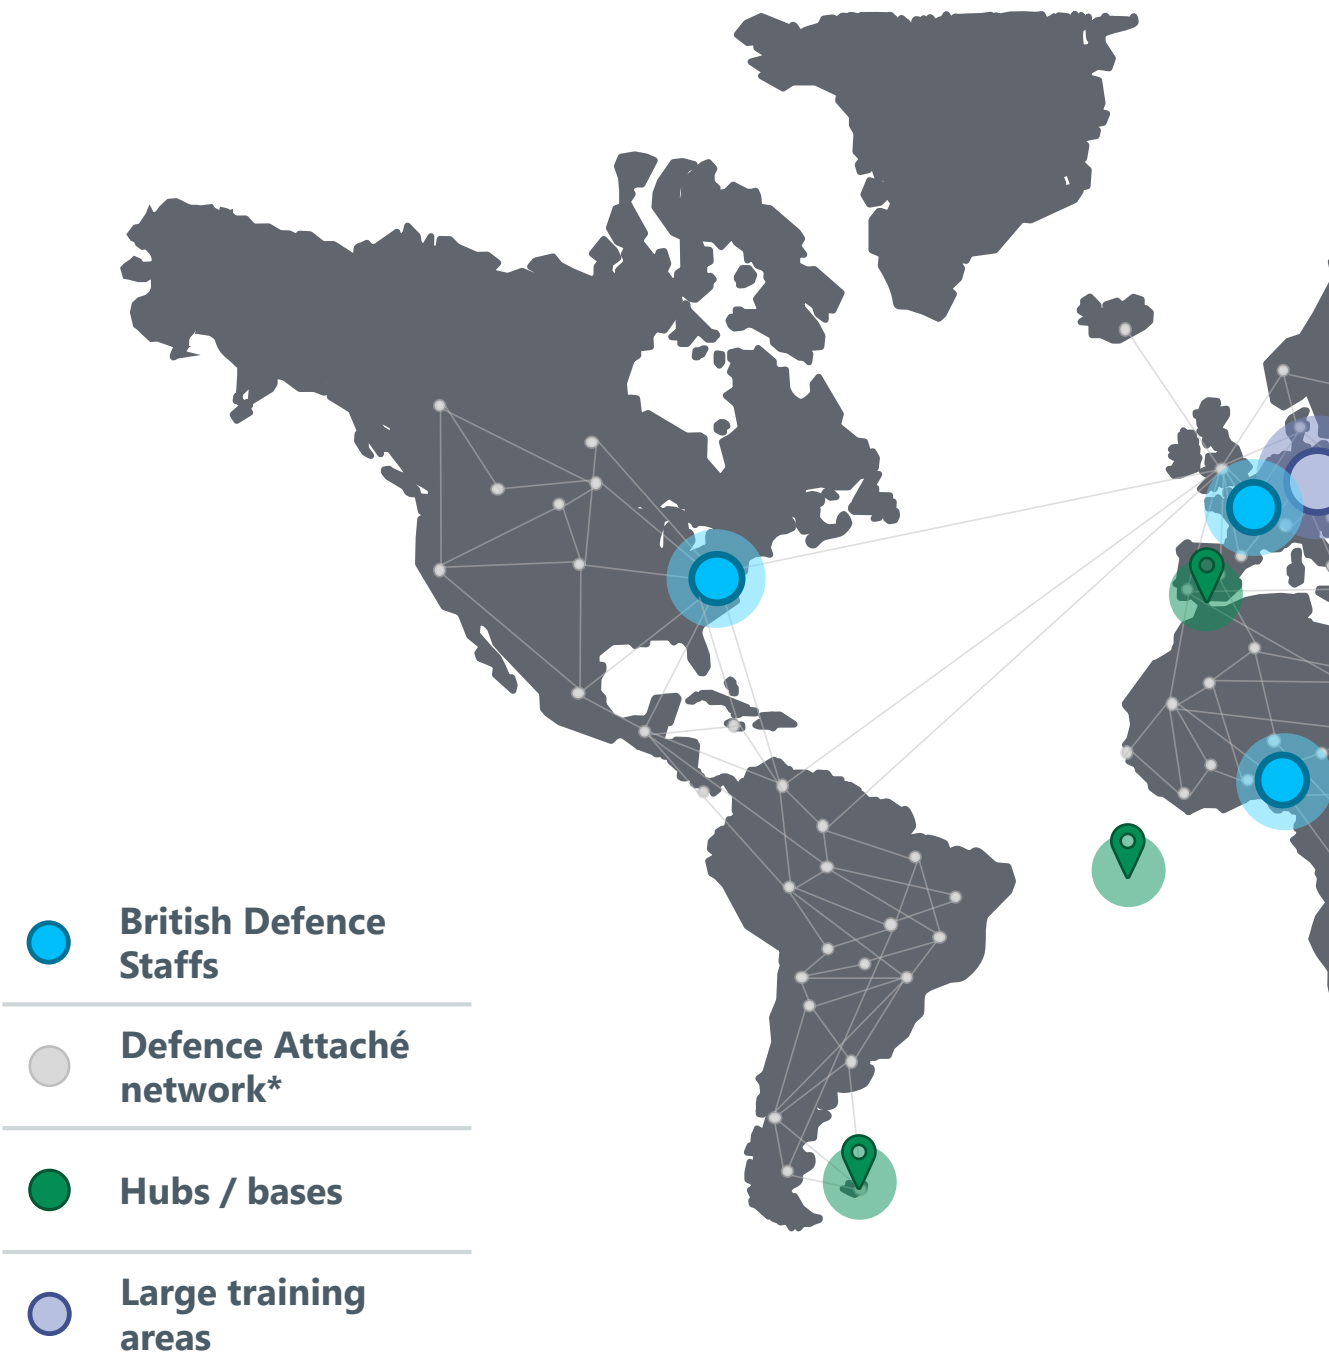 British Defence
Staffs
Defence Attaché
network*
Hubs / bases
Large training
areas